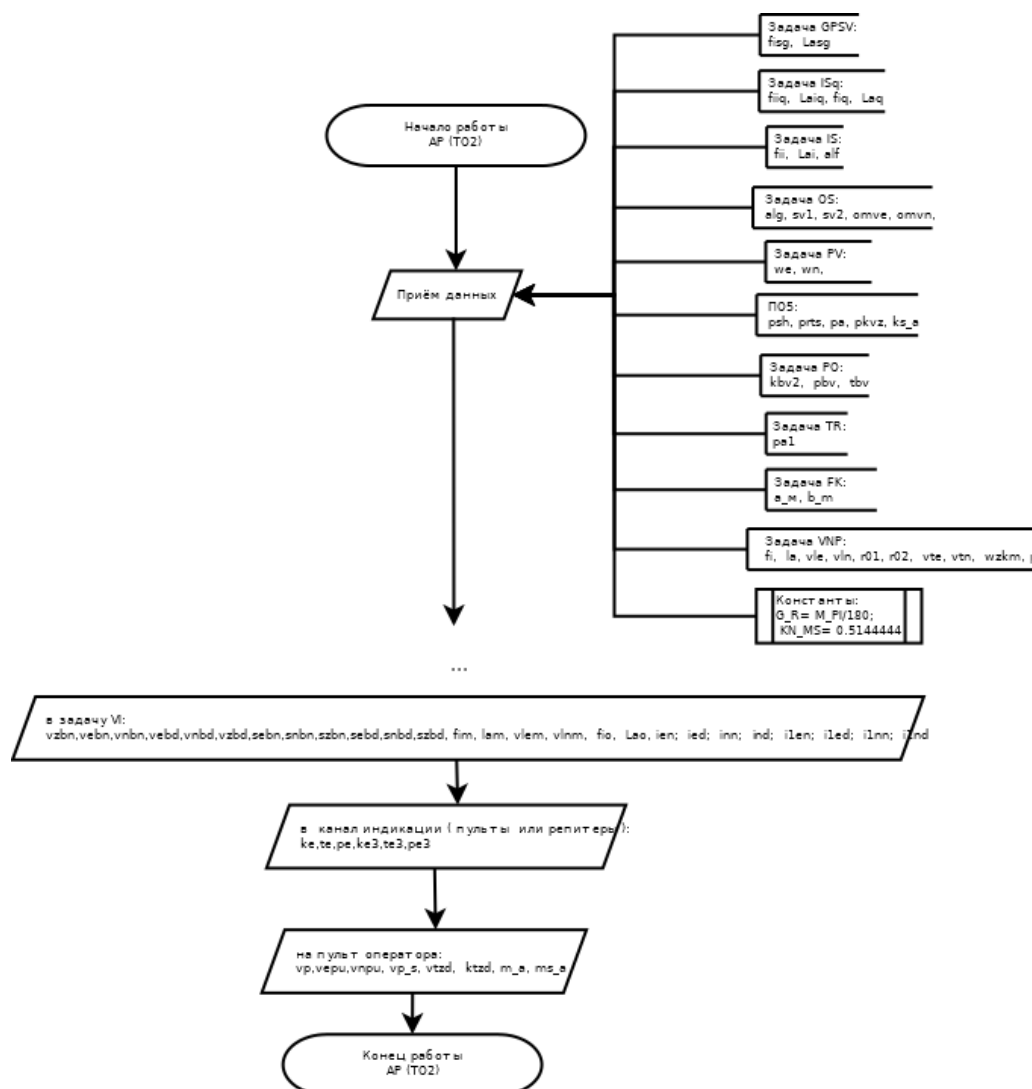 Задача GPSV:
fisg, Lasg
Задача ISq:
fiiq, Laiq, fiq, Laq
Начало работы
АР (ТО2)
Задача IS:
fii, Lai, alf
Задача OS:
alg, sv1, sv2, omve, omvn,
Задача PV:
we, wn,
Приём данных
ПО5:
psh, prts, pa, pkvz, ks_a
Задача PO:
kbv2, pbv, tbv
Задача TR:
pa1
Задача FK:
а_м, b_m
Задача VNP:
fi, la, vle, vln, r01, r02, vte, vtn, wzkm,
Константы:
G_R= M_PI/180;
KN_MS= 0.5144444
...
в задачу VI:
vzbn,vebn,vnbn,vebd,vnbd,vzbd,sebn,snbn,szbn,sebd,snbd,szbd, fim, lam, vlem, vlnm, fio, Lao, ien; ied; inn; ind; i1en; i1ed; i1nn; i1nd
в канал индикации ( пульты или репитеры):
ke,te,pe,ke3,te3,pe3
на пульт оператора:
vp,vepu,vnpu, vp_s, vtzd, ktzd, m_a, ms_a
Конец работы
АР (ТО2)